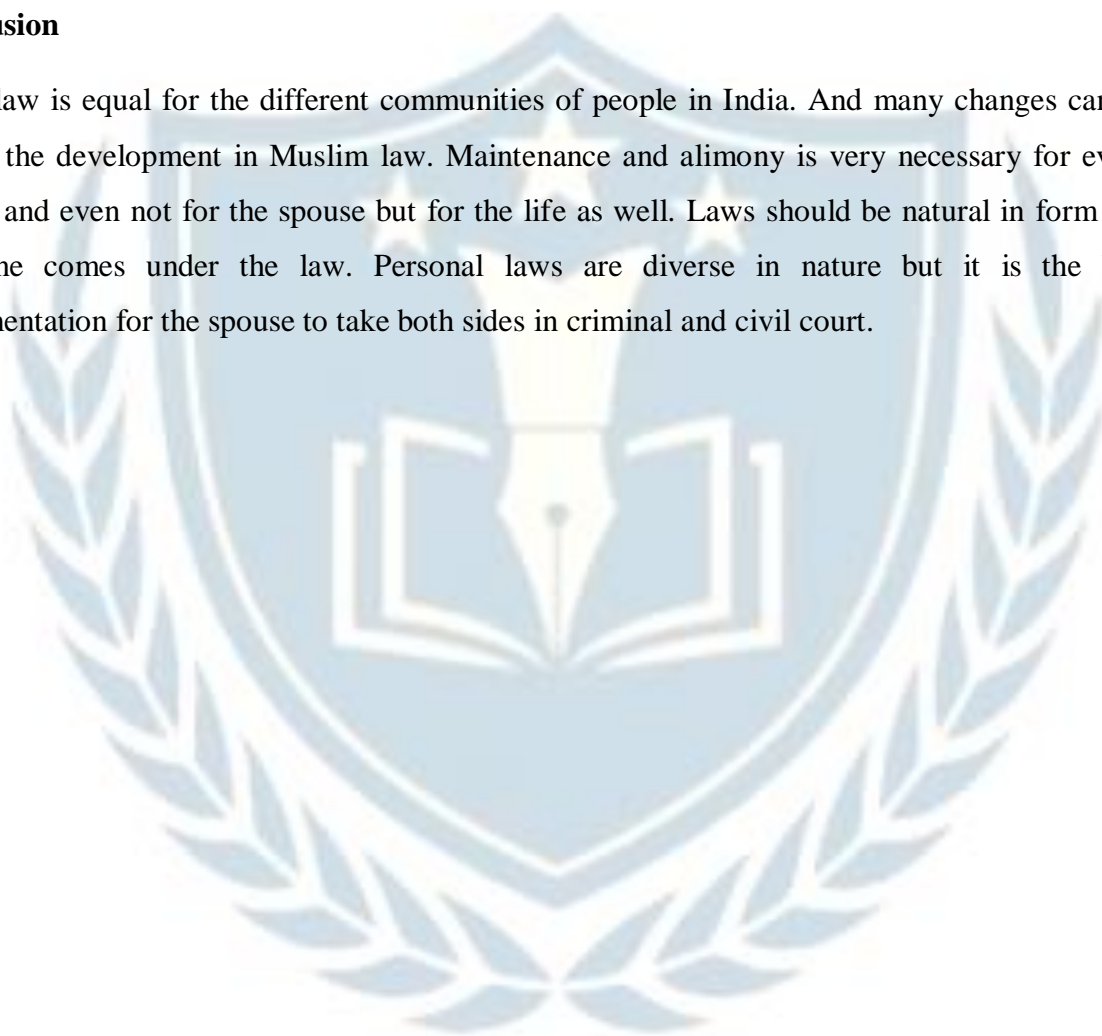 usion
law is equal for the different communities of people in India. And many changes can
the development in Muslim law. Maintenance and alimony is very necessary for ev
and even not for the spouse but for the life as well. Laws should be natural in form
ne comes under the law. Personal laws are diverse in nature but it is the
nentation for the spouse to take both sides in criminal and civil court.